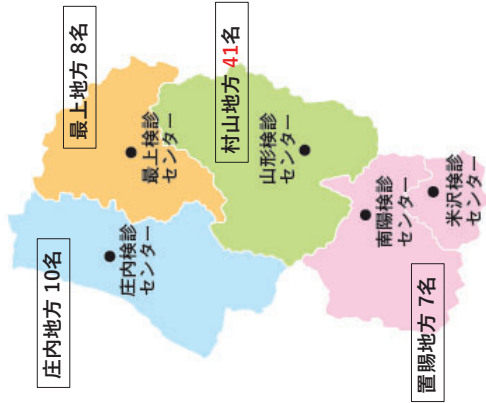 最上地方 8名
村山地方 41名
庄内地方 10名
置賜地方 7名
最上検診
センター
山形検診
センター
庄内検診
センター
南陽検診
センター
米沢検診
センター